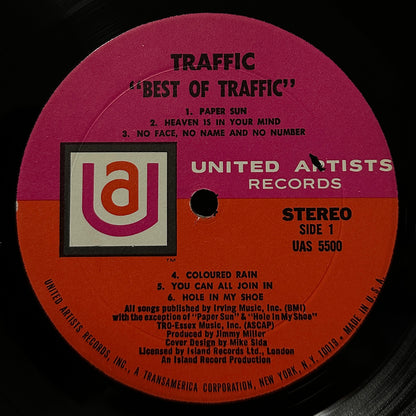 TRAFFIC
"BEST OF TRAFFIC"
1. PAPER SUN
2. HEAVEN IS IN YOUR MIND
3. NO FACE, NO NAME AND NO NUMBER
ua
TM
UNITED ARTISTS
RECORDS
STEREO
SIDE 1
UAS 5500
4. COLOURED RAIN
5. YOU CAN ALL JOIN IN
6. HOLE IN MY SHOE
All songs published by Irving Music, Inc. (BMI)
with the exception of "Paper Sun" & "Hole In My Shoe"
TRO-Essex Music, Inc. (ASCAP)
Produced by Jimmy Miller
Cover Design by Mike Sida
Licensed by Island Records Ltd., London
An Island Record Ltd., Production
UNITED ARTISTS RECORDS, INC., A TRANSAMERICA COMPANY, NEW YORK, N.Y. 10019 • MADE IN U.S.A.